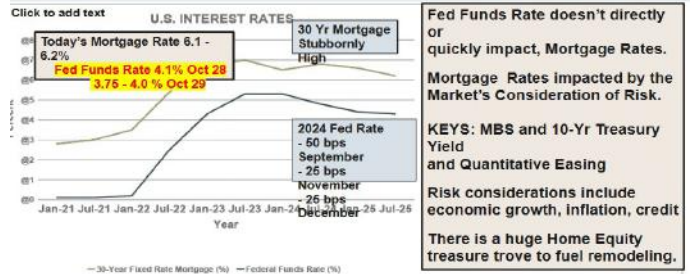 Click to add text
U.S. INTEREST RATES
Today's Mortgage Rate 6.1 -
6.2%
Fed Funds Rate 4.1% Oct 28
3.75 - 4.0 % Oct 29
30 Yr Mortgage
Stubbornly
High
2024 Fed Rate
- 50 bps
September
- 25 bps
November
- 25 bps
December
Jan-21 Jul-21 Jan-22 Jul-22 Jan-23 Jul-23 Jan-24 Jul-24 Jan-25 Jul-25
Year
30-Year Fixed Rate Mortgage (%) Federal Funds Rate (%)
Fed Funds Rate doesn't directly
or
quickly impact, Mortgage Rates.
Mortgage Rates impacted by the
Market's Consideration of Risk.
KEYS: MBS and 10-Yr Treasury
Yield
and Quantitative Easing
Risk considerations include
economic growth, inflation, credit
There is a huge Home Equity
treasure trove to fuel remodeling.